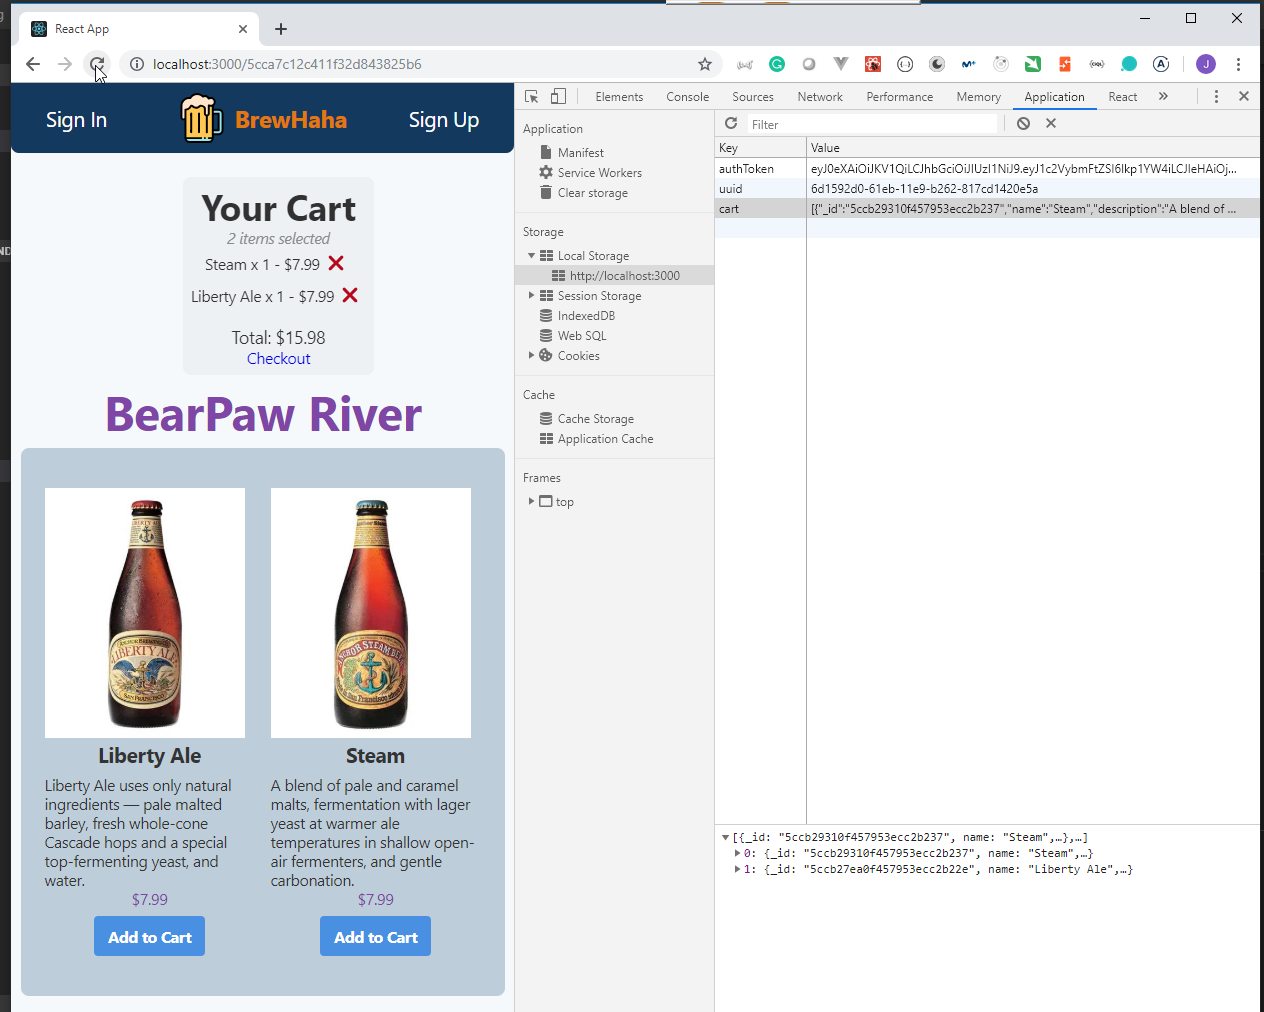 React App
localhost:3000/5cca7c12c411f32d843825b6
J
Sign In
BrewHaha
Sign Up
Your Cart
2 items selected
Steam x 1 - $7.99
Liberty Ale x 1 - $7.99
Total: $15.98
Checkout
BearPaw River
Liberty Ale
Liberty Ale uses only natural
ingredients — pale malted
barley, fresh whole-cone
Cascade hops and a special
top-fermenting yeast, and
water.
$7.99
Add to Cart
Steam
A blend of pale and caramel
malts, fermentation with lager
yeast at warmer ale
temperatures in shallow open-
air fermenters, and gentle
carbonation.
$7.99
Add to Cart
Elements Console Sources Network Performance Memory Application React »
Application
Manifest
Service Workers
Clear storage
Storage
Local Storage
http://localhost:3000
Session Storage
IndexedDB
Web SQL
Cookies
Cache
Cache Storage
Application Cache
Frames
top
Filter
Key Value
authToken eyJ0eXAiOiJKV1QiLCJhbGciOiJIUzI1NiJ9.eyJ1c2VybmFtZSI6Ikp1YW4iLCJleHAiOj...
uuid 6d1592d0-61eb-11e9-b262-817cd1420e5a
cart [{"_id":"5ccb29310f457953ecc2b237","name":"Steam","description":"A blend of ...
[{_id: "5ccb29310f457953ecc2b237", name: "Steam",…},…]
0: {_id: "5ccb29310f457953ecc2b237", name: "Steam",…}
1: {_id: "5ccb27ea0f457953ecc2b22e", name: "Liberty Ale",…}